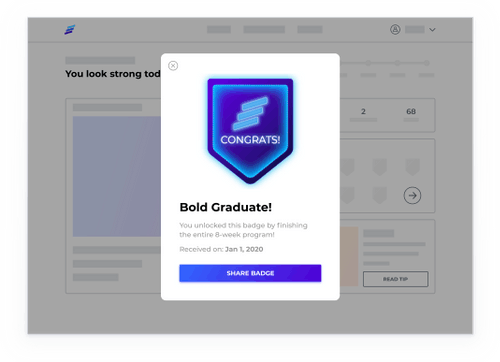 You look strong tod
2
68
CONGRATS!
Bold Graduate!
You unlocked this badge by finishing
the entire 8-week program!
Received on: Jan 1, 2020
SHARE BADGE
READ TIP